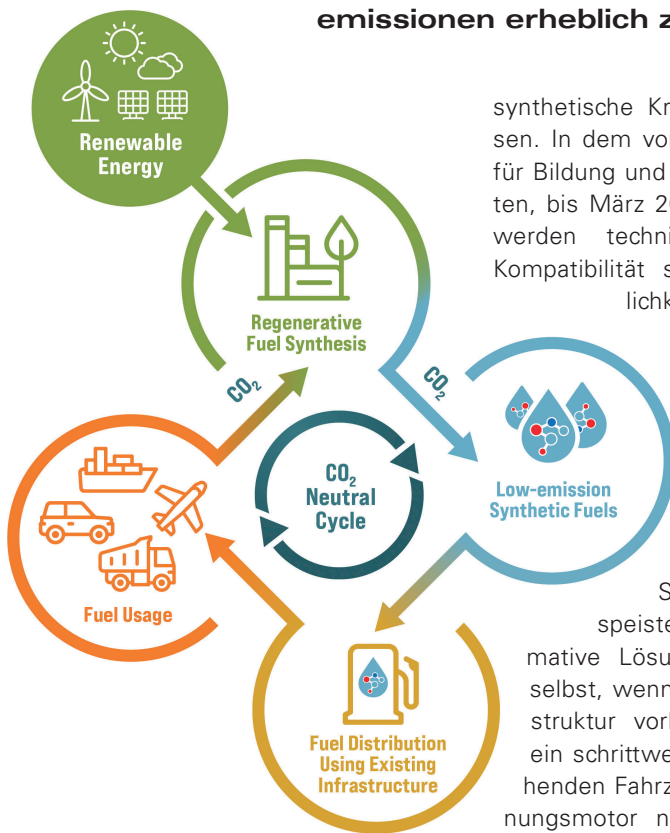 emissionen erheblich z
Renewable
Energy
Regenerative
Fuel Synthesis
CO₂
CO₂
Low-emission
Synthetic Fuels
CO₂
Neutral
Cycle
Fuel Usage
Fuel Distribution
Using Existing
Infrastructure
synthetische Kr
sen. In dem vo
für Bildung und
ten, bis März 20
werden techni
Kompatibilität s
lichk
S
speiste
mative Lösu
selbst, wenn
struktur vorl
ein schrittwe
henden Fahrz
nungsmotor n